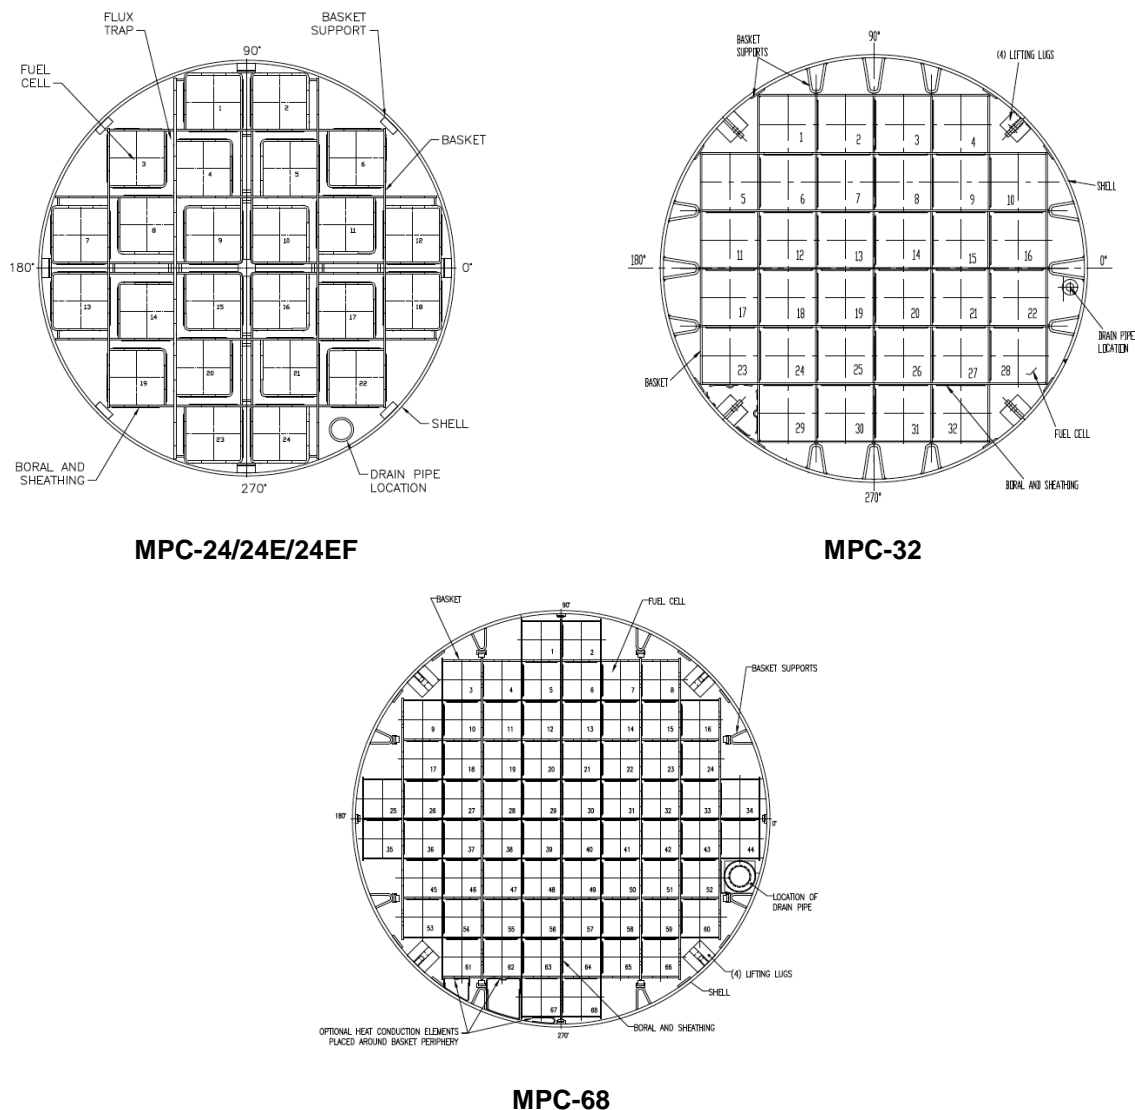 FLUX
TRAP
BASKET
SUPPORT
90°
FUEL
CELL
1 2
3 4 5 6
BASKET
7 8 9 10 11 12
180° 0°
13 14 15 16 17 18
19 20 21 22
23 24
SHELL
BORAL AND
SHEATHING
DRAIN PIPE
LOCATION
270°
MPC-24/24E/24EF
BASKET
SUPPORTS
90°
(4) LIFTING LUGS
1 2 3 4
SHELL
5 6 7 8 9 10
11 12 13 14 15 16
180° 0°
17 18 19 20 21 22
DRAIN PIPE
LOCATION
23 24 25 26 27 28
BASKET
29 30 31 32
FUEL CELL
BORAL AND SHEATHING
270°
MPC-32
BASKET
90°
FUEL CELL
1 2
3 4 5 6 7 8
BASKET SUPPORTS
9 10 11 12 13 14 15 16
17 18 19 20 21 22 23 24
25 26 27 28 29 30 31 32 33 34
180° 0°
35 36 37 38 39 40 41 42 43 44
45 46 47 48 49 50 51 52
LOCATION OF
DRAIN PIPE
53 54 55 56 57 58 59 60
61 62 63 64 65 66
(4) LIFTING LUGS
SHELL
67 68
OPTIONAL HEAT CONDUCTION ELEMENTS
PLACED AROUND BASKET PERIPHERY
BORAL AND SHEATHING
270°
MPC-68